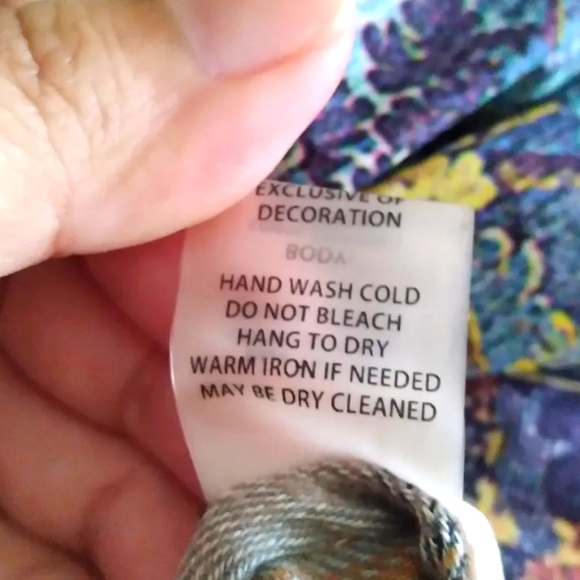 EXCLUSIVE OF
DECORATION
HAND WASH COLD
DO NOT BLEACH
HANG TO DRY
WARM IRON IF NEEDED
MAY BE DRY CLEANED